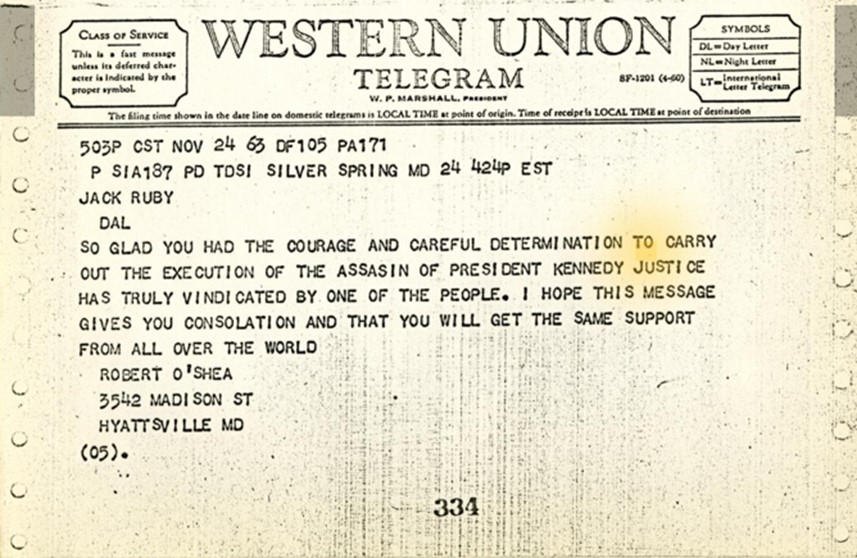 CLASS OF SERVICE
This is a fast message
unless its deferred char-
acter is indicated by the
proper symbol.
WESTERN UNION
TELEGRAM
W. P. MARSHALL, PRESIDENT
SF-1201 (4-60)
SYMBOLS
DL=Day Letter
NL=Night Letter
LT=International Letter Telegram
The filing time shown in the date line on domestic telegrams is LOCAL TIME at point of origin. Time of receipt is LOCAL TIME at point of destination
503P CST NOV 24 63 DF105 PA171
P SIA187 PD TDSI SILVER SPRING MD 24 424P EST
JACK RUBY
DAL
SO GLAD YOU HAD THE COURAGE AND CAREFUL DETERMINATION TO CARRY
OUT THE EXECUTION OF THE ASSASIN OF PRESIDENT KENNEDY JUSTICE
HAS TRULY VINDICATED BY ONE OF THE PEOPLE. I HOPE THIS MESSAGE
GIVES YOU CONSOLATION AND THAT YOU WILL GET THE SAME SUPPORT
FROM ALL OVER THE WORLD
ROBERT O'SHEA
3542 MADISON ST
HYATTSVILLE MD
(05).
334